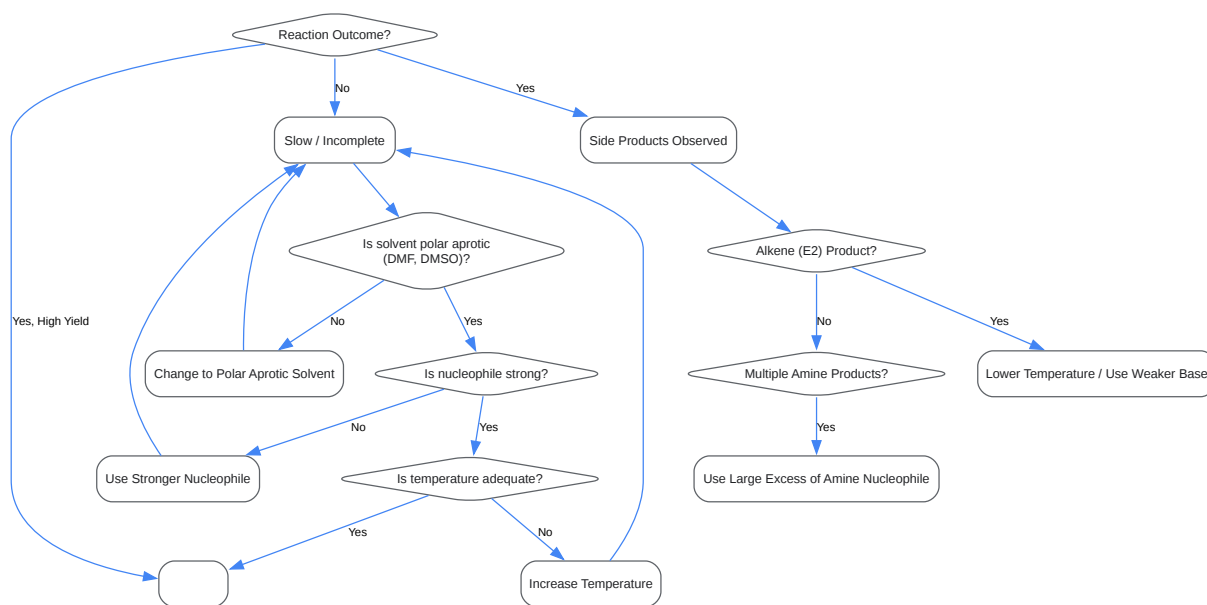 Reaction Outcome?
No
Yes
Slow / Incomplete
Side Products Observed
Is solvent polar aprotic
(DMF, DMSO)?
Alkene (E2) Product?
Yes, High Yield
No
Yes
No
Yes
Change to Polar Aprotic Solvent
Is nucleophile strong?
Multiple Amine Products?
Lower Temperature / Use Weaker Base
No
Yes
Yes
Use Stronger Nucleophile
Is temperature adequate?
Use Large Excess of Amine Nucleophile
Yes
No
Increase Temperature